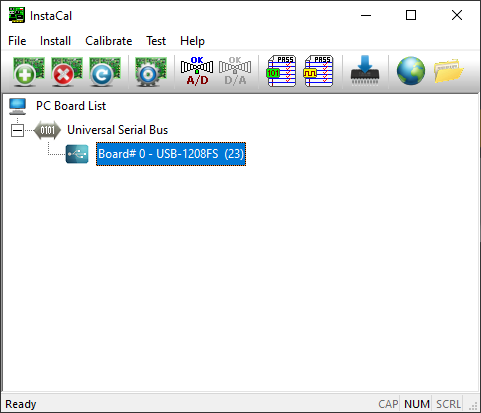 InstaCal
File Install Calibrate Test Help
OK A/D OK D/A PASS 101 PASS
PC Board List
0101 Universal Serial Bus
Board# 0 - USB-1208FS (23)
Ready CAP NUM SCRL